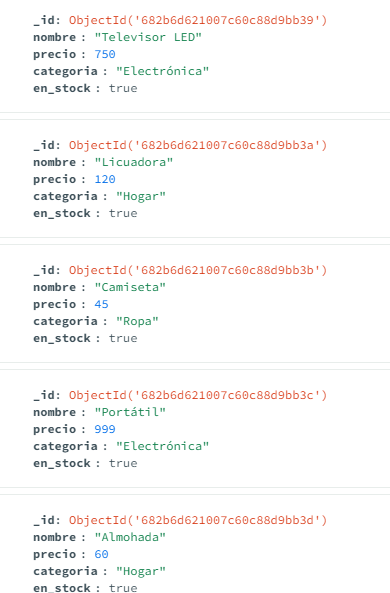 _id: ObjectId('682b6d621007c60c88d9bb39')
nombre : "Televisor LED"
precio : 750
categoria : "Electrónica"
en_stock : true
_id: ObjectId('682b6d621007c60c88d9bb3a')
nombre : "Licuadora"
precio : 120
categoria : "Hogar"
en_stock : true
_id: ObjectId('682b6d621007c60c88d9bb3b')
nombre : "Camiseta"
precio : 45
categoria : "Ropa"
en_stock : true
_id: ObjectId('682b6d621007c60c88d9bb3c')
nombre : "Portátil"
precio : 999
categoria : "Electrónica"
en_stock : true
_id: ObjectId('682b6d621007c60c88d9bb3d')
nombre : "Almohada"
precio : 60
categoria : "Hogar"
en_stock : true